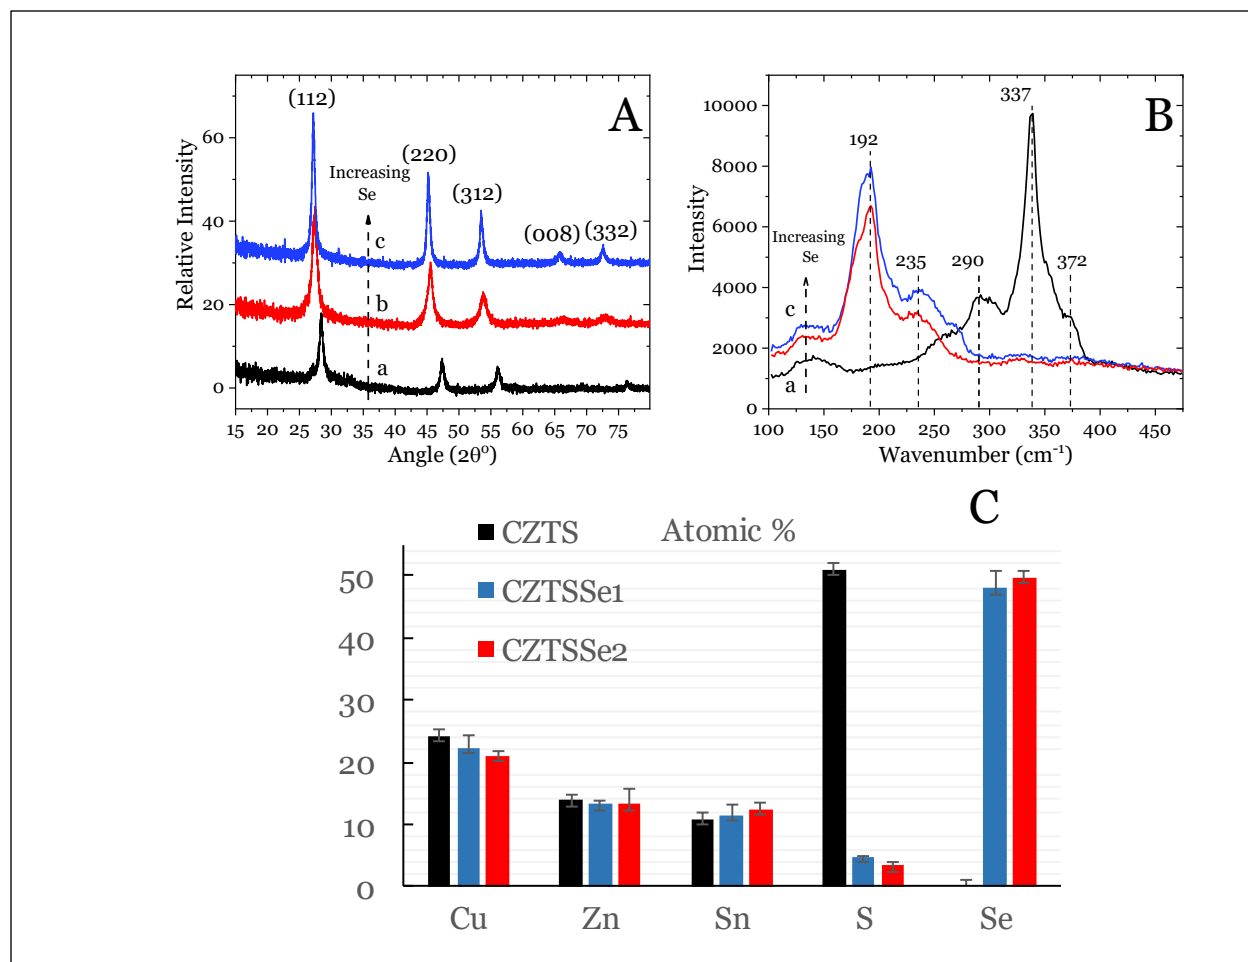 A
(112)
(220)
(312)
(008)
(332)
Increasing
Se
c
b
a
Relative Intensity
60
40
20
0
15 20 25 30 35 40 45 50 55 60 65 70 75
Angle (2θ⁰)
B
337
192
235
290
372
Increasing
Se
c
a
Intensity
10000
8000
6000
4000
2000
0
100 150 200 250 300 350 400 450
Wavenumber (cm⁻¹)
C
Atomic %
CZTS
CZTSSe1
CZTSSe2
50
40
30
20
10
0
Cu Zn Sn S Se